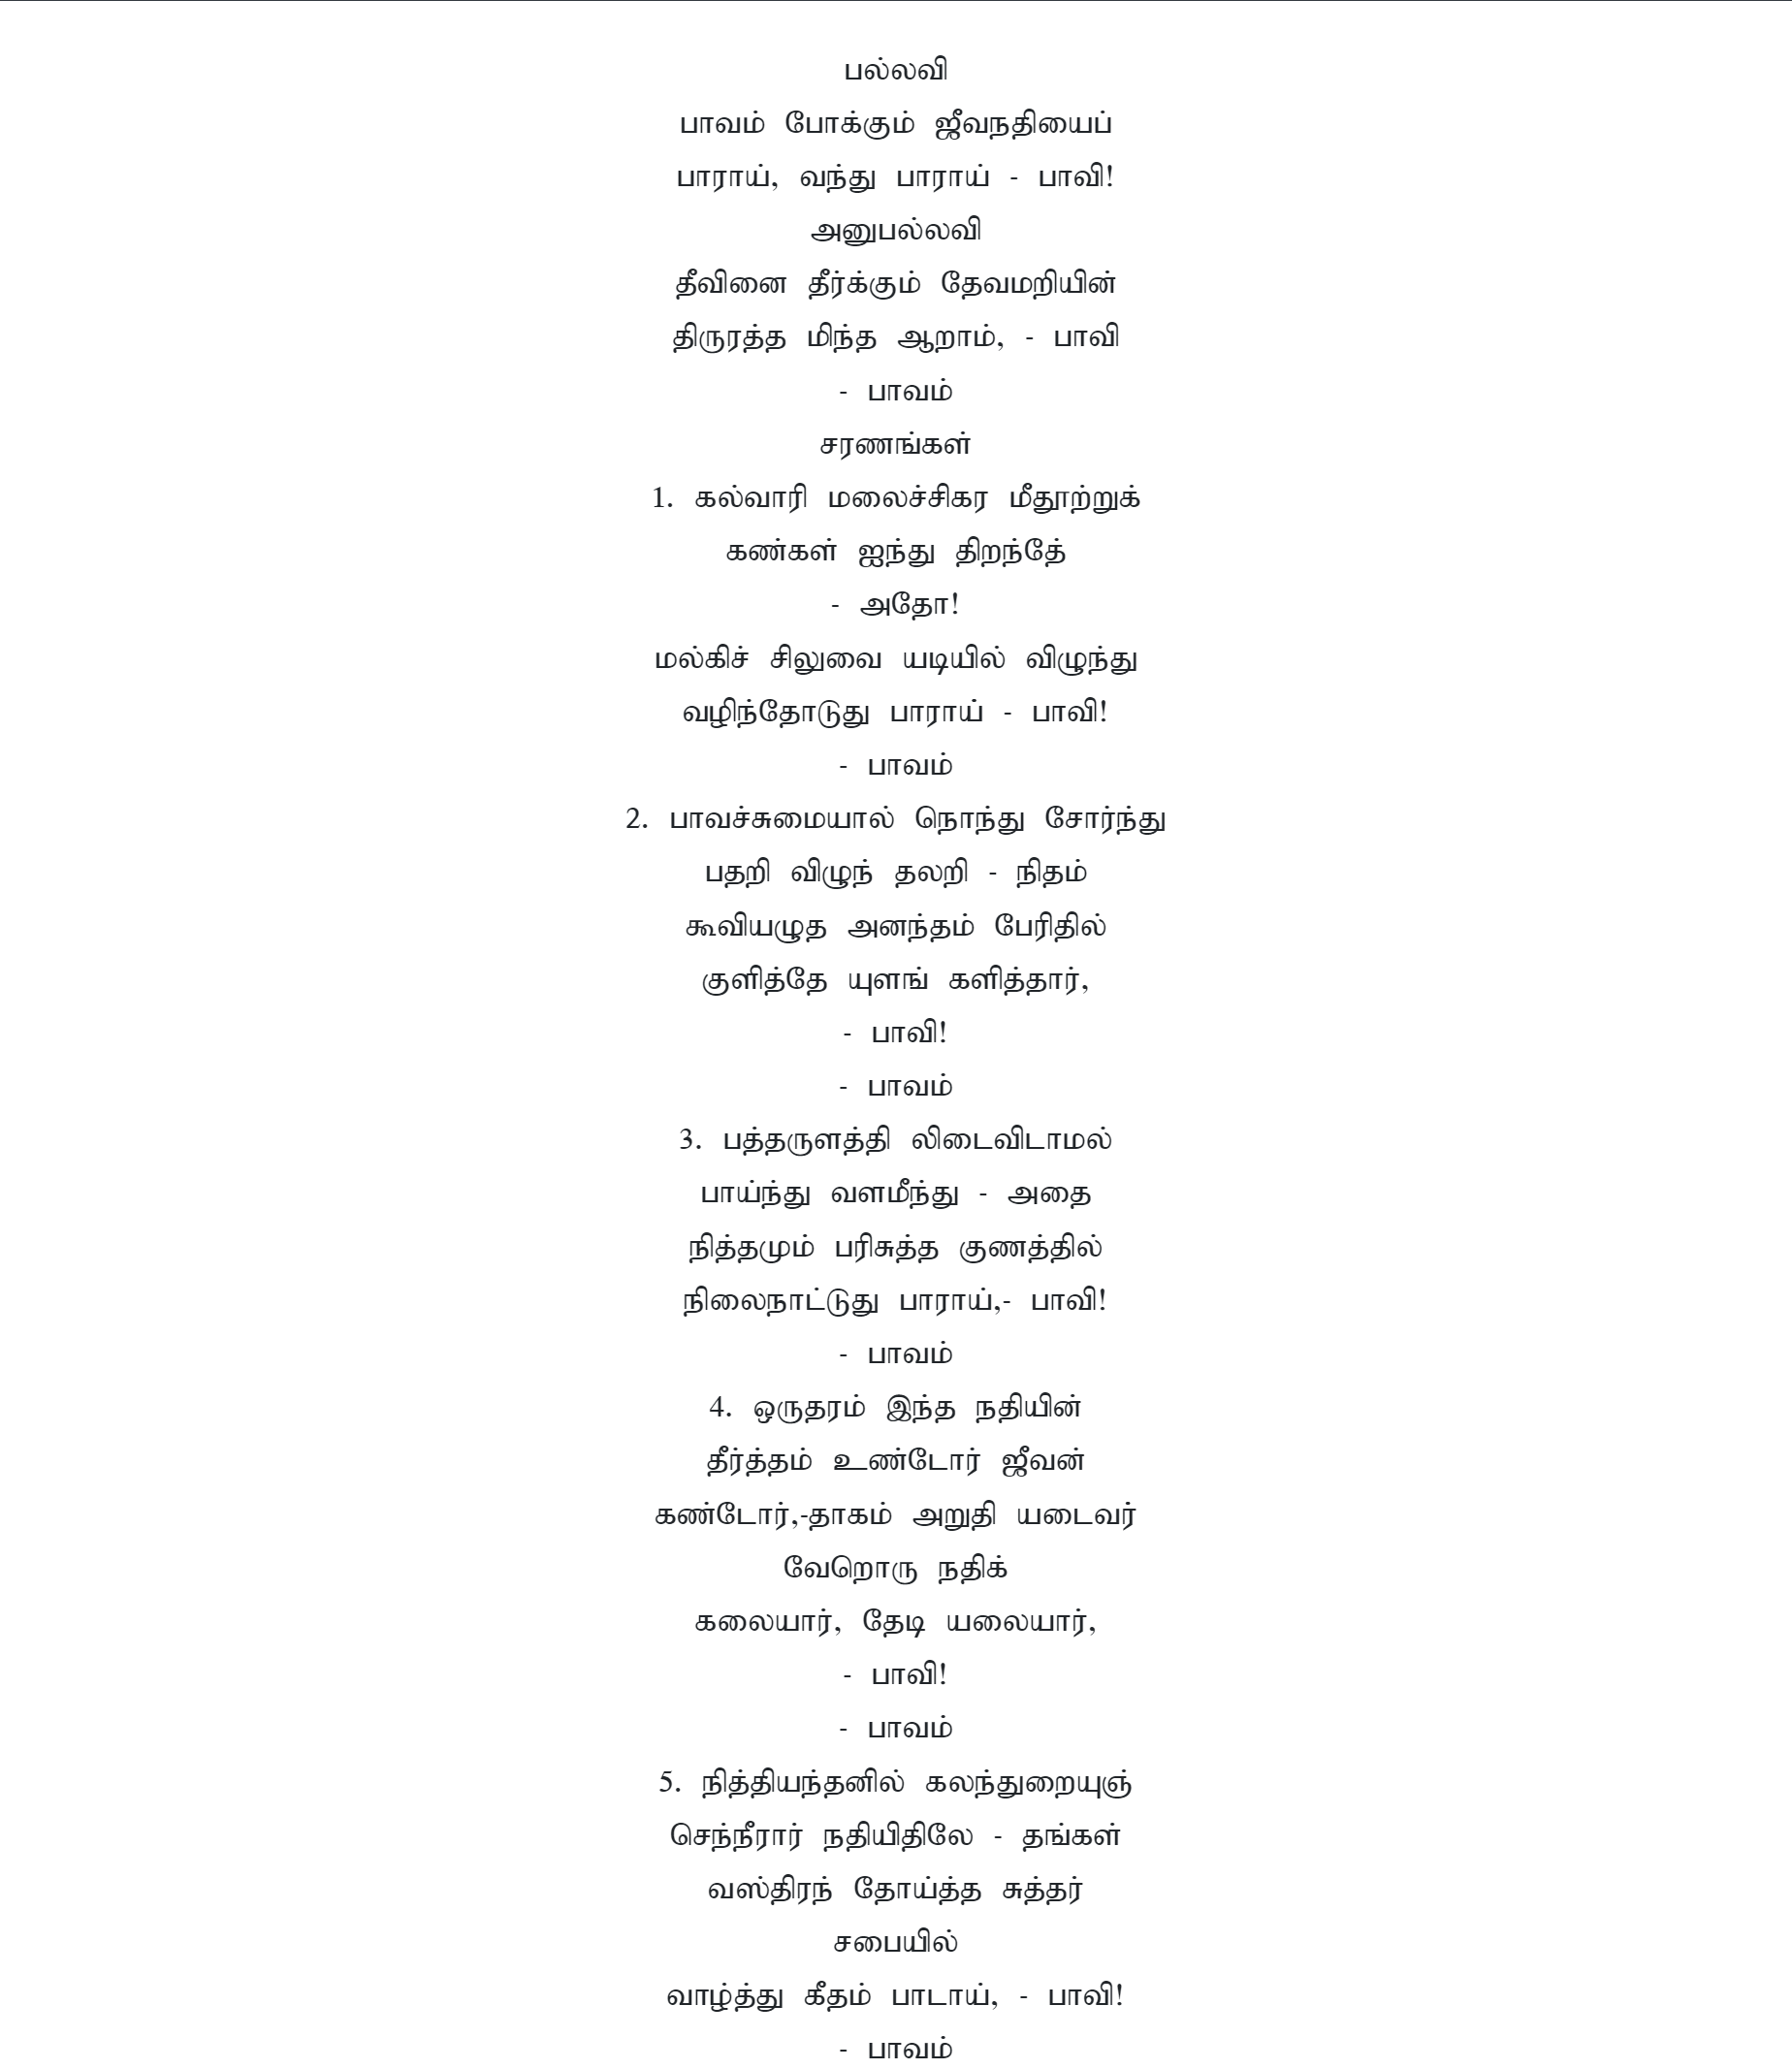 பல்லவி
பாவம் போக்கும் ஜீவநதியைப்
பாராய், வந்து பாராய் - பாவி!
அனுபல்லவி
தீவினை தீர்க்கும் தேவமறியின்
திருரத்த மிந்த ஆறாம், - பாவி
- பாவம்
சரணங்கள்
1. கல்வாரி மலைச்சிகர மீதூற்றுக்
கண்கள் ஐந்து திறந்தே்
- அதோ!
மல்கிச் சிலுவை யடியில் விழுந்து
வழிந்தோடுது பாராய் - பாவி!
- பாவம்
2. பாவச்சுமையால் நொந்து சோர்ந்து
பதறி விழுந் தலறி - நிதம்
கூவியழுத அனந்தம் பேரிதில்
குளித்தே யுளங் களித்தார்,
- பாவி!
- பாவம்
3. பத்தருளத்தி லிடைவிடாமல்
பாய்ந்து வளமீந்து - அதை
நித்தமும் பரிசுத்த குணத்தில்
நிலைநாட்டுது பாராய்,- பாவி!
- பாவம்
4. ஒருதரம் இந்த நதியின்
தீர்த்தம் உண்டோர் ஜீவன்
கண்டோர்,-தாகம் அறுதி யடைவர்
வேறொரு நதிக்
கலையார், தேடி யலையார்,
- பாவி!
- பாவம்
5. நித்தியந்தனில் கலந்துறையுஞ்
செந்நீரார் நதியிதிலே - தங்கள்
வஸ்திரந் தோய்த்த சுத்தர்
சபையில்
வாழ்த்து கீதம் பாடாய், - பாவி!
- பாவம்